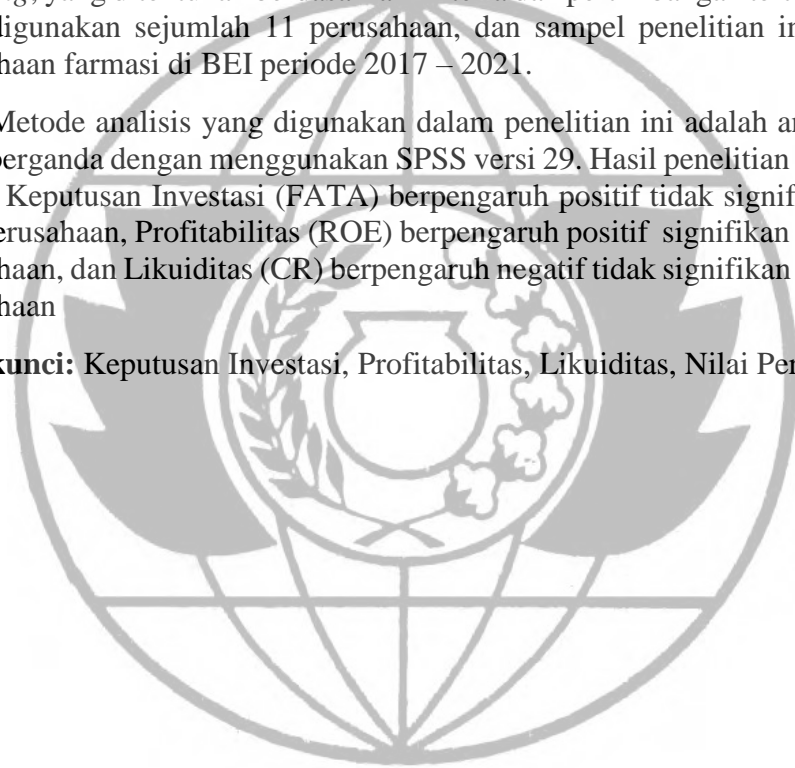 digunakan sejumlah 11 perusahaan, dan sampel penelitian in
haan farmasi di BEI periode 2017 – 2021.
Metode analisis yang digunakan dalam penelitian ini adalah an
berganda dengan menggunakan SPSS versi 29. Hasil penelitian
Keputusan Investasi (FATA) berpengaruh positif tidak signif
erusahaan, Profitabilitas (ROE) berpengaruh positif signifikan
haan, dan Likuiditas (CR) berpengaruh negatif tidak signifikan
haan
kunci: Keputusan Investasi, Profitabilitas, Likuiditas, Nilai Per